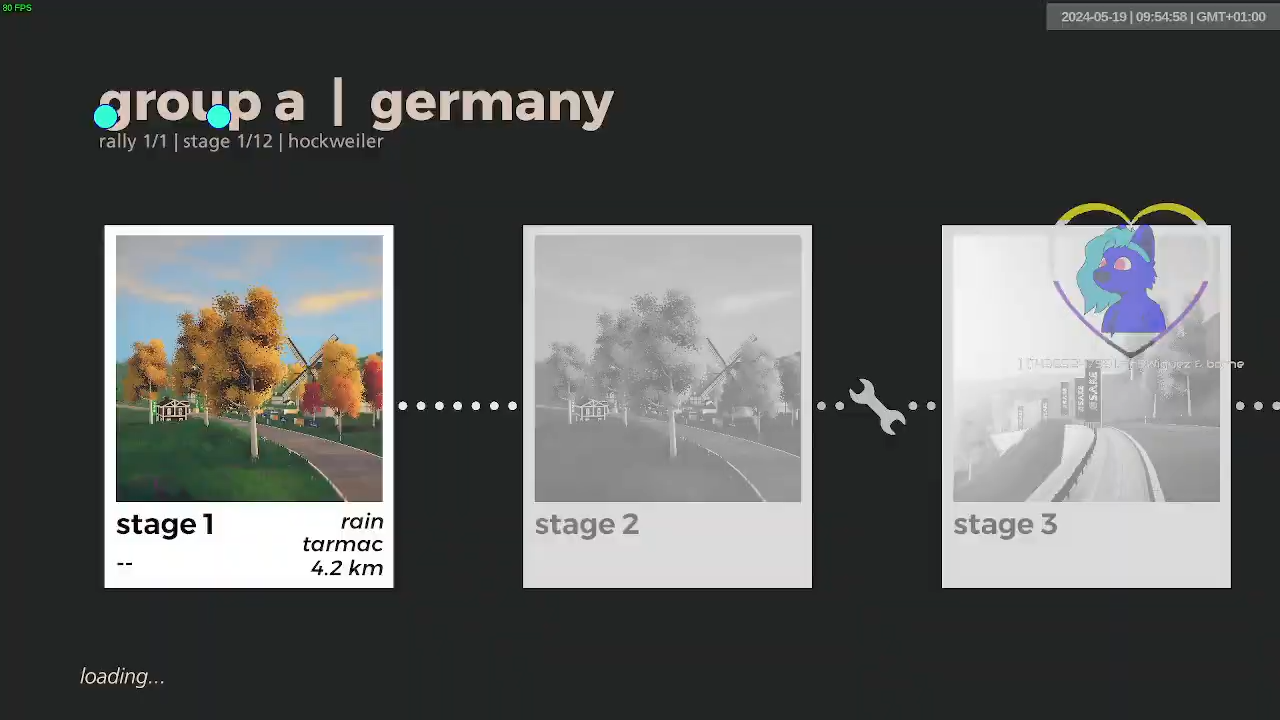 80 FPS
2024-05-19 | 09:54:58 | GMT+01:00
group a | germany
rally 1/1 | stage 1/12 | hockweiler
stage 1
rain
tarmac
--
4.2 km
stage 2
SAKE
stage 3
loading...